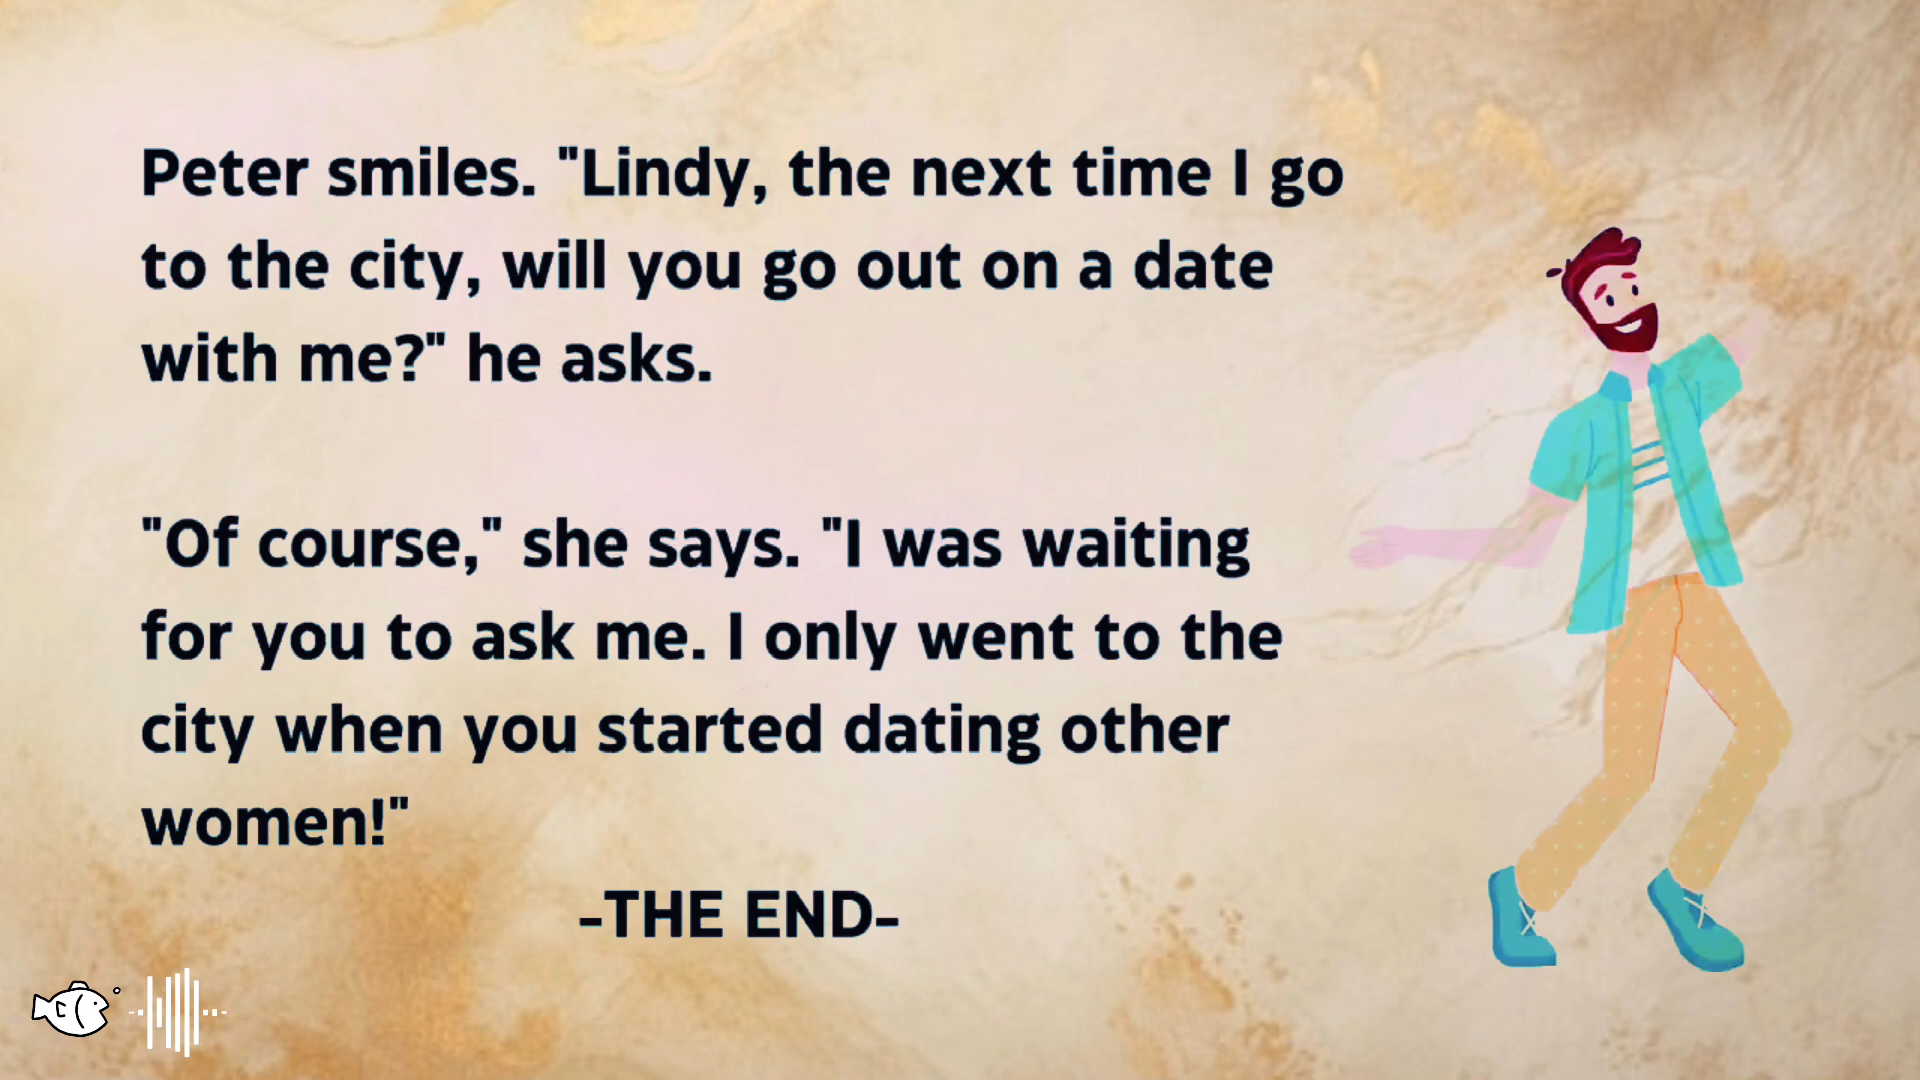 Peter smiles. "Lindy, the next time I go
to the city, will you go out on a date
with me?" he asks.
"Of course," she says. "I was waiting
for you to ask me. I only went to the
city when you started dating other
women!"
-THE END-